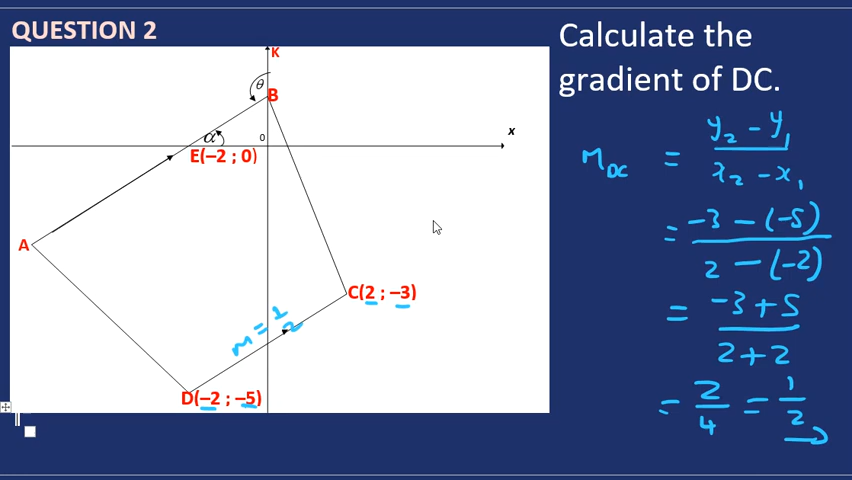 QUESTION 2
Calculate the
gradient of DC.
K
θ
B
α
0
x
E(–2 ; 0)
A
C(2 ; –3)
m = 1/2
D(–2 ; –5)
m_DC = (y₂ – y₁)/(x₂ – x₁)
= (–3 – (–5))/(2 – (–2))
= (–3 + 5)/(2 + 2)
= 2/4 = 1/2